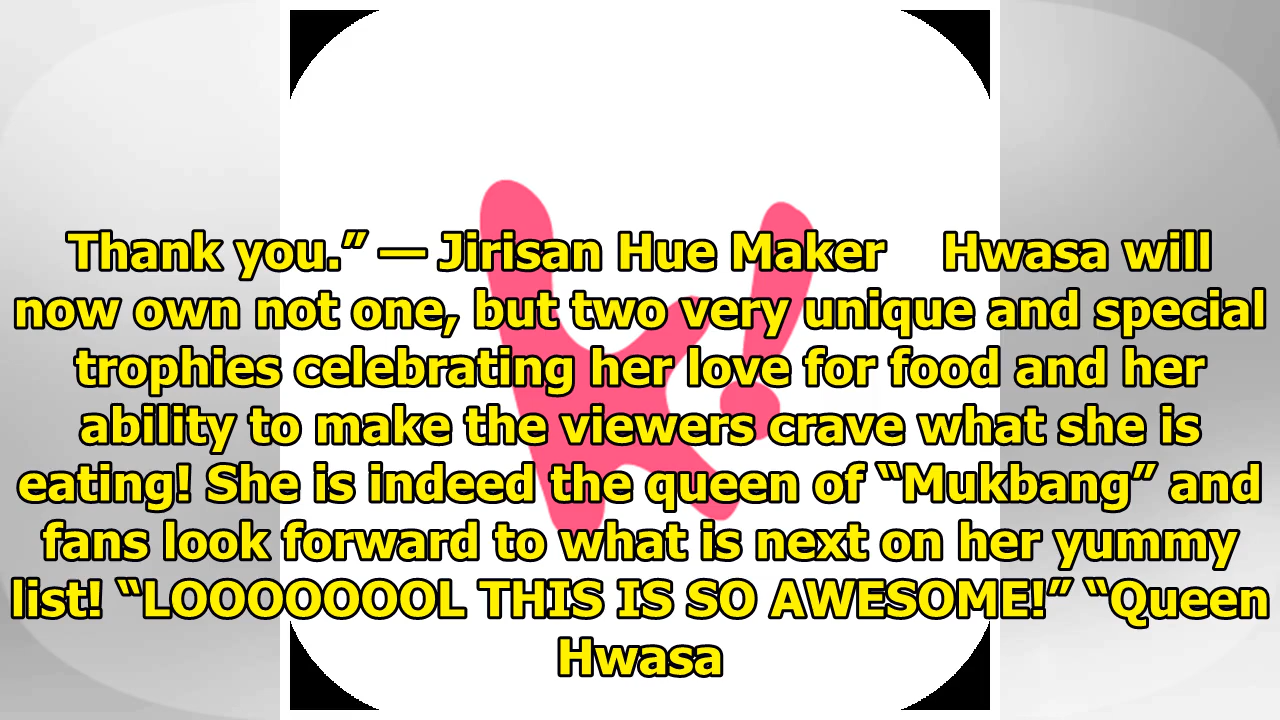 Thank you.” — Jirisan Hue Maker    Hwasa will
now own not one, but two very unique and special
trophies celebrating her love for food and her
ability to make the viewers crave what she is
eating! She is indeed the queen of “Mukbang” and
fans look forward to what is next on her yummy
list! “LOOOOOOOL THIS IS SO AWESOME!” “Queen
Hwasa
k!